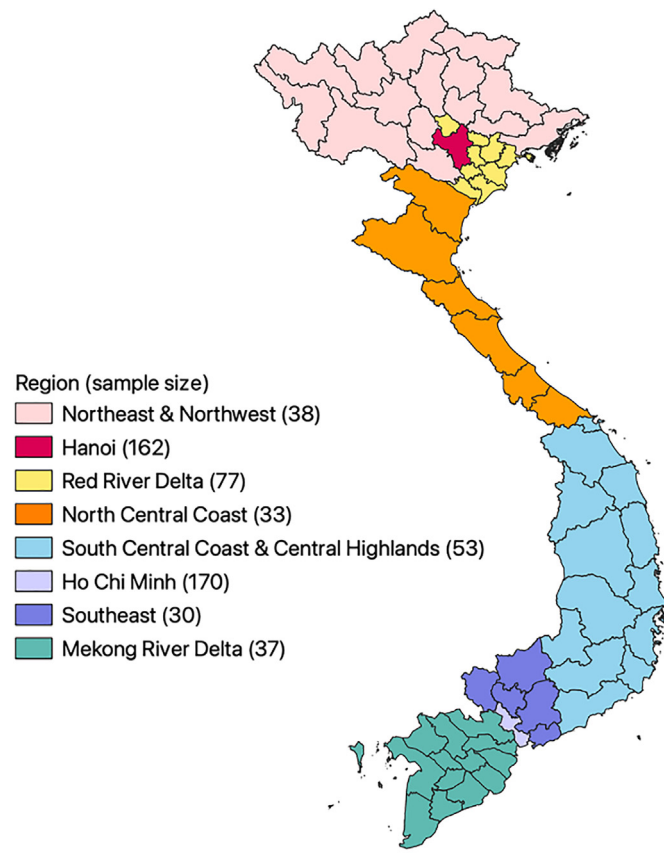 Region (sample size)
Northeast & Northwest (38)
Hanoi (162)
Red River Delta (77)
North Central Coast (33)
South Central Coast & Central Highlands (53)
Ho Chi Minh (170)
Southeast (30)
Mekong River Delta (37)